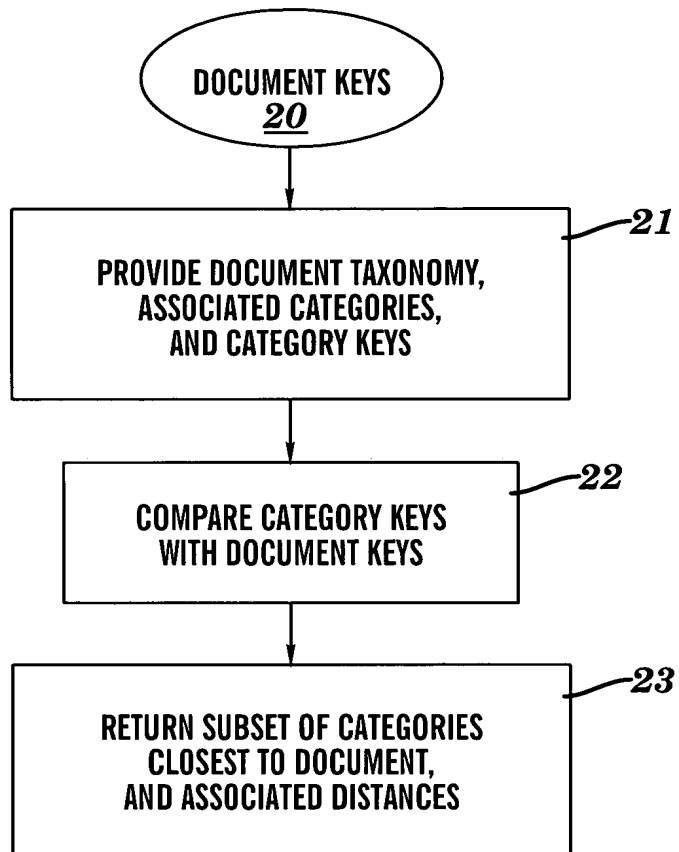 DOCUMENT KEYS
20
21
PROVIDE DOCUMENT TAXONOMY,
ASSOCIATED CATEGORIES,
AND CATEGORY KEYS
22
COMPARE CATEGORY KEYS
WITH DOCUMENT KEYS
23
RETURN SUBSET OF CATEGORIES
CLOSEST TO DOCUMENT,
AND ASSOCIATED DISTANCES